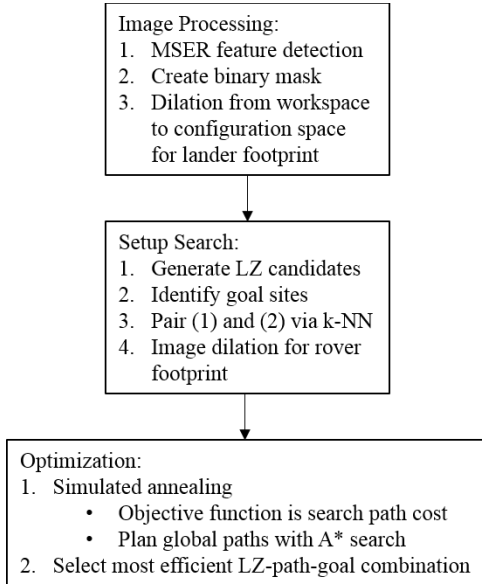 Image Processing:
1. MSER feature detection
2. Create binary mask
3. Dilation from workspace
to configuration space
for lander footprint
Setup Search:
1. Generate LZ candidates
2. Identify goal sites
3. Pair (1) and (2) via k-NN
4. Image dilation for rover
footprint
Optimization:
1. Simulated annealing
• Objective function is search path cost
• Plan global paths with A* search
2. Select most efficient LZ-path-goal combination